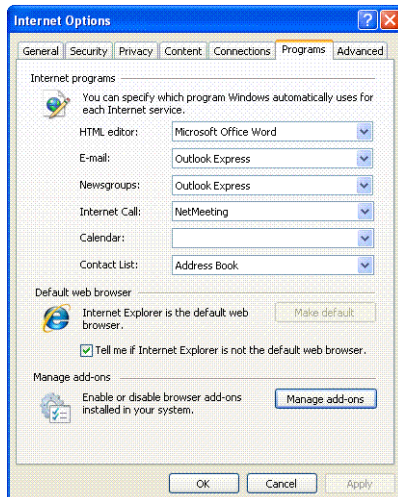 Internet Options
General Security Privacy Content Connections Programs Advanced
Internet programs
You can specify which program Windows automatically uses for
each Internet service.
HTML editor: Microsoft Office Word
E-mail: Outlook Express
Newsgroups: Outlook Express
Internet Call: NetMeeting
Calendar:
Contact List: Address Book
Default web browser
Internet Explorer is the default web
browser.
Make default
Tell me if Internet Explorer is not the default web browser.
Manage add-ons
Enable or disable browser add-ons
installed in your system.
Manage add-ons
OK Cancel Apply